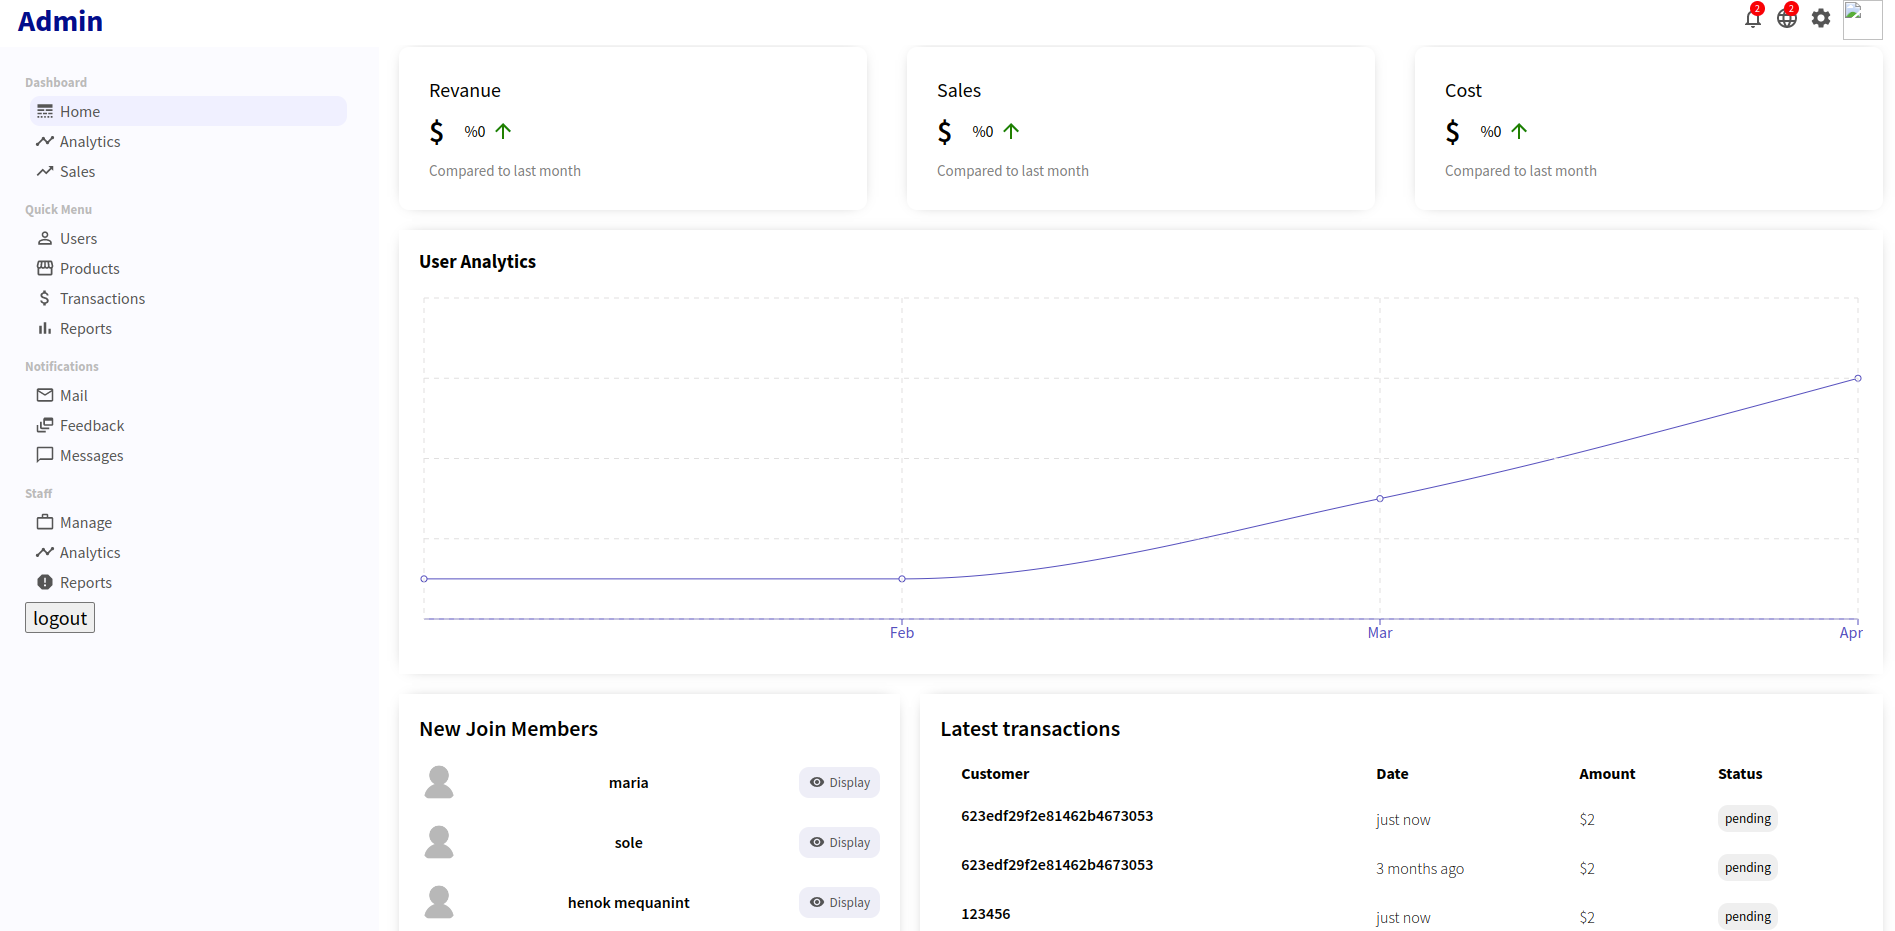 Admin
2
2
Dashboard
Home
Analytics
Sales
Quick Menu
Users
Products
Transactions
Reports
Notifications
Mail
Feedback
Messages
Staff
Manage
Analytics
Reports
logout
Revanue
$ %0
Compared to last month
Sales
$ %0
Compared to last month
Cost
$ %0
Compared to last month
User Analytics
Feb Mar Apr
New Join Members
maria Display
sole Display
henok mequanint Display
Latest transactions
Customer Date Amount Status
623edf29f2e81462b4673053 just now $2 pending
623edf29f2e81462b4673053 3 months ago $2 pending
123456 just now $2 pending